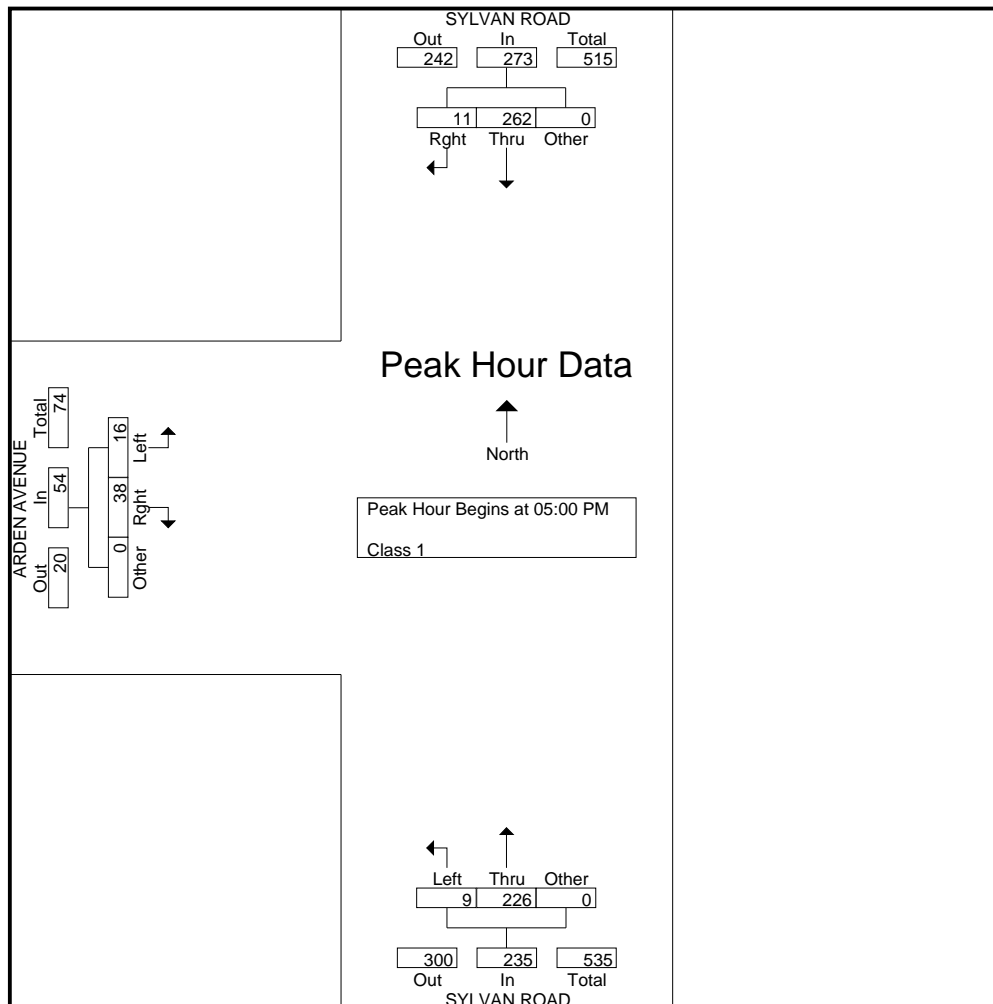 SYLVAN ROAD
Out In Total
242 273 515
11 262 0
Rght Thru Other
Peak Hour Data
North
Peak Hour Begins at 05:00 PM
Class 1
ARDEN AVENUE
Out In Total
20 54 74
0 38 16
Other Rght Left
Left Thru Other
9 226 0
300 235 535
Out In Total
SYLVAN ROAD